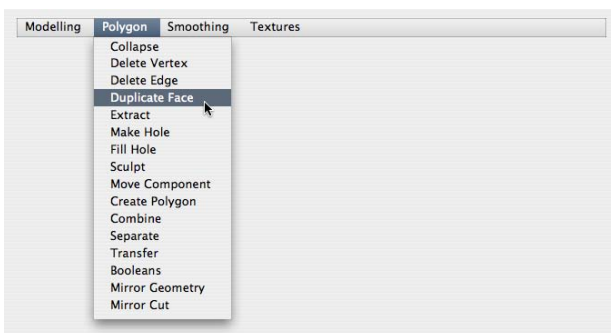 Modelling Polygon Smoothing Textures
Collapse
Delete Vertex
Delete Edge
Duplicate Face
Extract
Make Hole
Fill Hole
Sculpt
Move Component
Create Polygon
Combine
Separate
Transfer
Booleans
Mirror Geometry
Mirror Cut